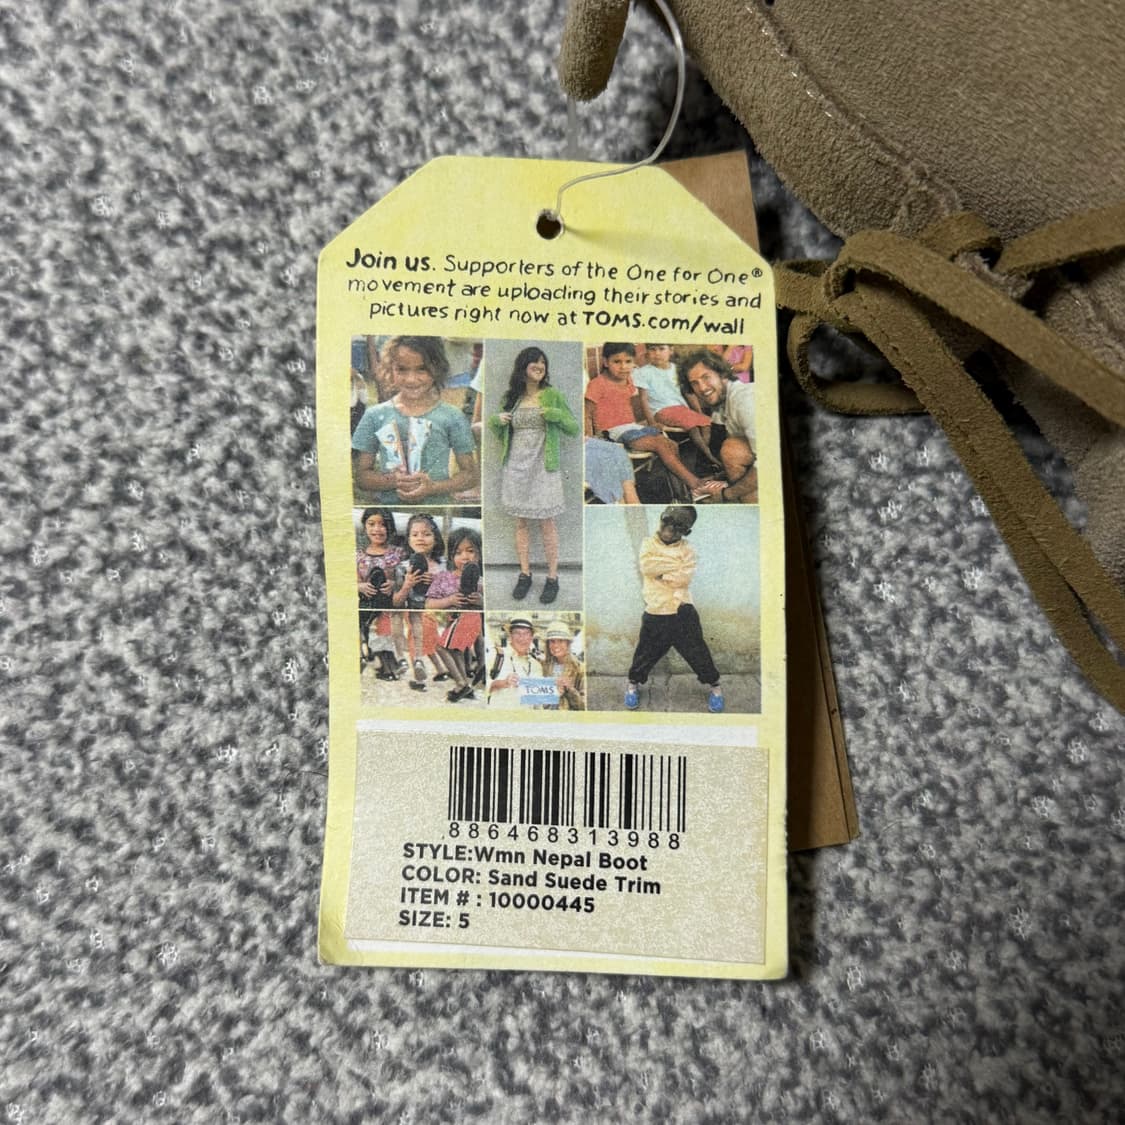 Join us. Supporters of the One for One®
movement are uploading their stories and
pictures right now at TOMS.com/wall
TOMS
886468313988
STYLE:Wmn Nepal Boot
COLOR: Sand Suede Trim
ITEM # : 10000445
SIZE: 5